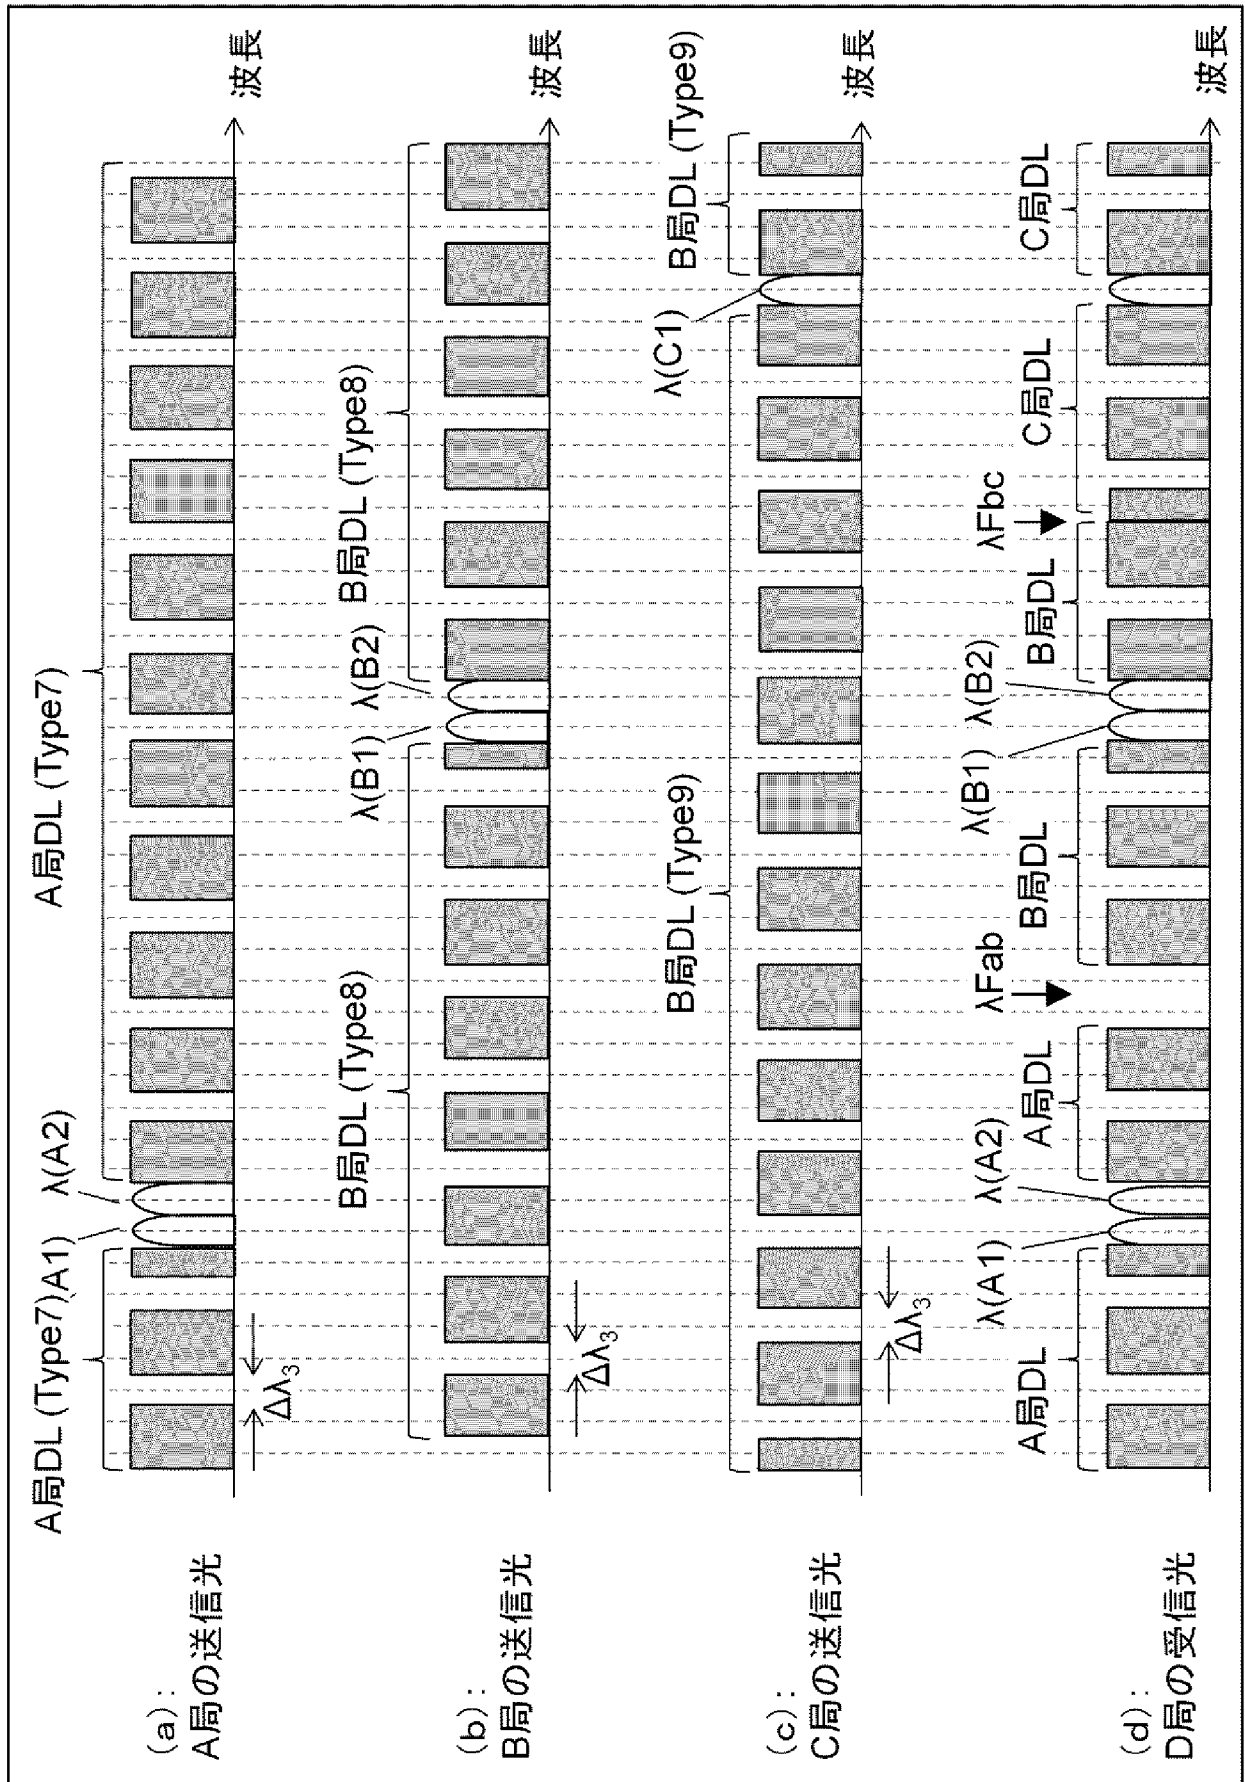 (a):
A局の送信光
A局DL (Type7)
λ(A1)
λ(A2)
A局DL (Type7)
Δλ₃
波長
(b):
B局の送信光
B局DL (Type8)
λ(B1)
λ(B2)
B局DL (Type8)
Δλ₃
波長
(c):
C局の送信光
B局DL (Type9)
λ(C1)
B局DL (Type9)
Δλ₃
波長
(d):
D局の受信光
A局DL
λ(A1)
λ(A2)
A局DL
λFab
B局DL
λ(B1)
λ(B2)
B局DL
λFbc
C局DL
C局DL
波長